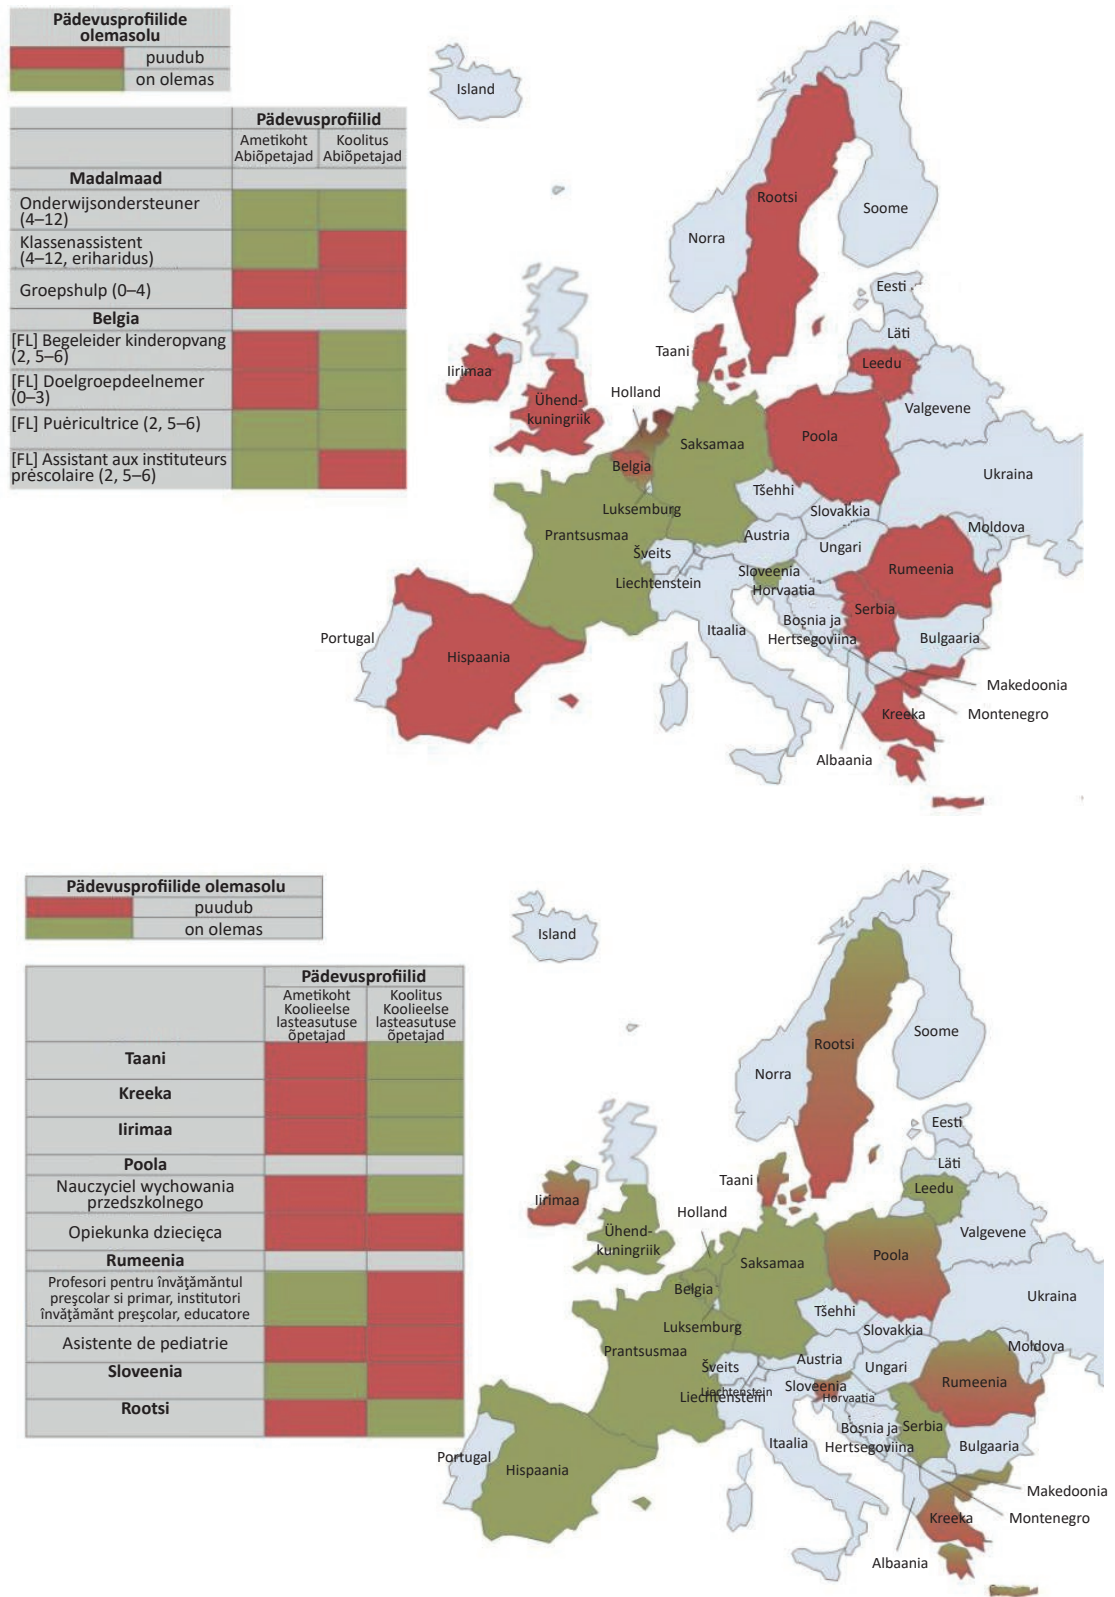 Pädevusprofiilide
olemasolu
puudub
on olemas
Pädevusprofiilid
Ametikoht
Abiõpetajad
Koolitus
Abiõpetajad
Madalmaad
Onderwijsondersteuner
(4–12)
Klassenassistent
(4–12, eriharidus)
Groepshulp (0–4)
Belgia
[FL] Begeleider kinderopvang
(2, 5–6)
[FL] Doelgroepdeelnemer
(0–3)
[FL] Puéricultrice (2, 5–6)
[FL] Assistant aux instituteurs
préscolaire (2, 5–6)
Island
Rootsi
Soome
Norra
Eesti
Läti
Taani
Leedu
Iirimaa
Holland
Ühend-
kuningriik
Valgevene
Saksamaa
Poola
Belgia
Ukraina
Tšehhi
Luksemburg
Slovakkia
Moldova
Prantsusmaa
Austria
Šveits
Ungari
Sloveenia
Rumeenia
Liechtenstein
Horvaatia
Serbia
Bosnia ja
Hertsegoviina
Itaalia
Portugal
Bulgaaria
Hispaania
Makedoonia
Kreeka
Montenegro
Albaania
Pädevusprofiilide olemasolu
puudub
on olemas
Pädevusprofiilid
Ametikoht
Koolieelse
lasteasutuse
õpetajad
Koolitus
Koolieelse
lasteasutuse
õpetajad
Taani
Kreeka
Iirimaa
Poola
Nauczyciel wychowania
przedszkolnego
Opiekunka dziecięca
Rumeenia
Profesori pentru învăţământul
preşcolar si primar, institutori
învăţământ preşcolar, educatore
Asistente de pediatrie
Sloveenia
Rootsi
Island
Rootsi
Soome
Norra
Eesti
Läti
Taani
Leedu
Iirimaa
Holland
Ühend-
kuningriik
Valgevene
Saksamaa
Poola
Belgia
Ukraina
Tšehhi
Luksemburg
Slovakkia
Moldova
Prantsusmaa
Austria
Šveits
Ungari
Sloveenia
Rumeenia
Liechtenstein
Liechtenstein
Horvaatia
Serbia
Bosnia ja
Hertsegoviina
Itaalia
Bulgaaria
Portugal
Hispaania
Makedoonia
Kreeka
Montenegro
Albaania